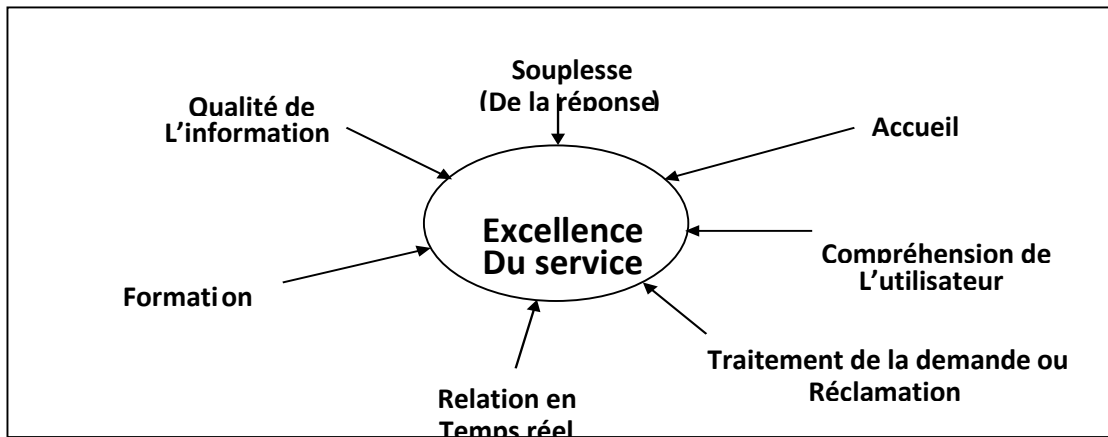 Souplesse
(De la réponse)
Qualité de
L'information
Accueil
Excellence
Du service
Compréhension de
L'utilisateur
Formation
Traitement de la demande ou
Réclamation
Relation en
Temps réel